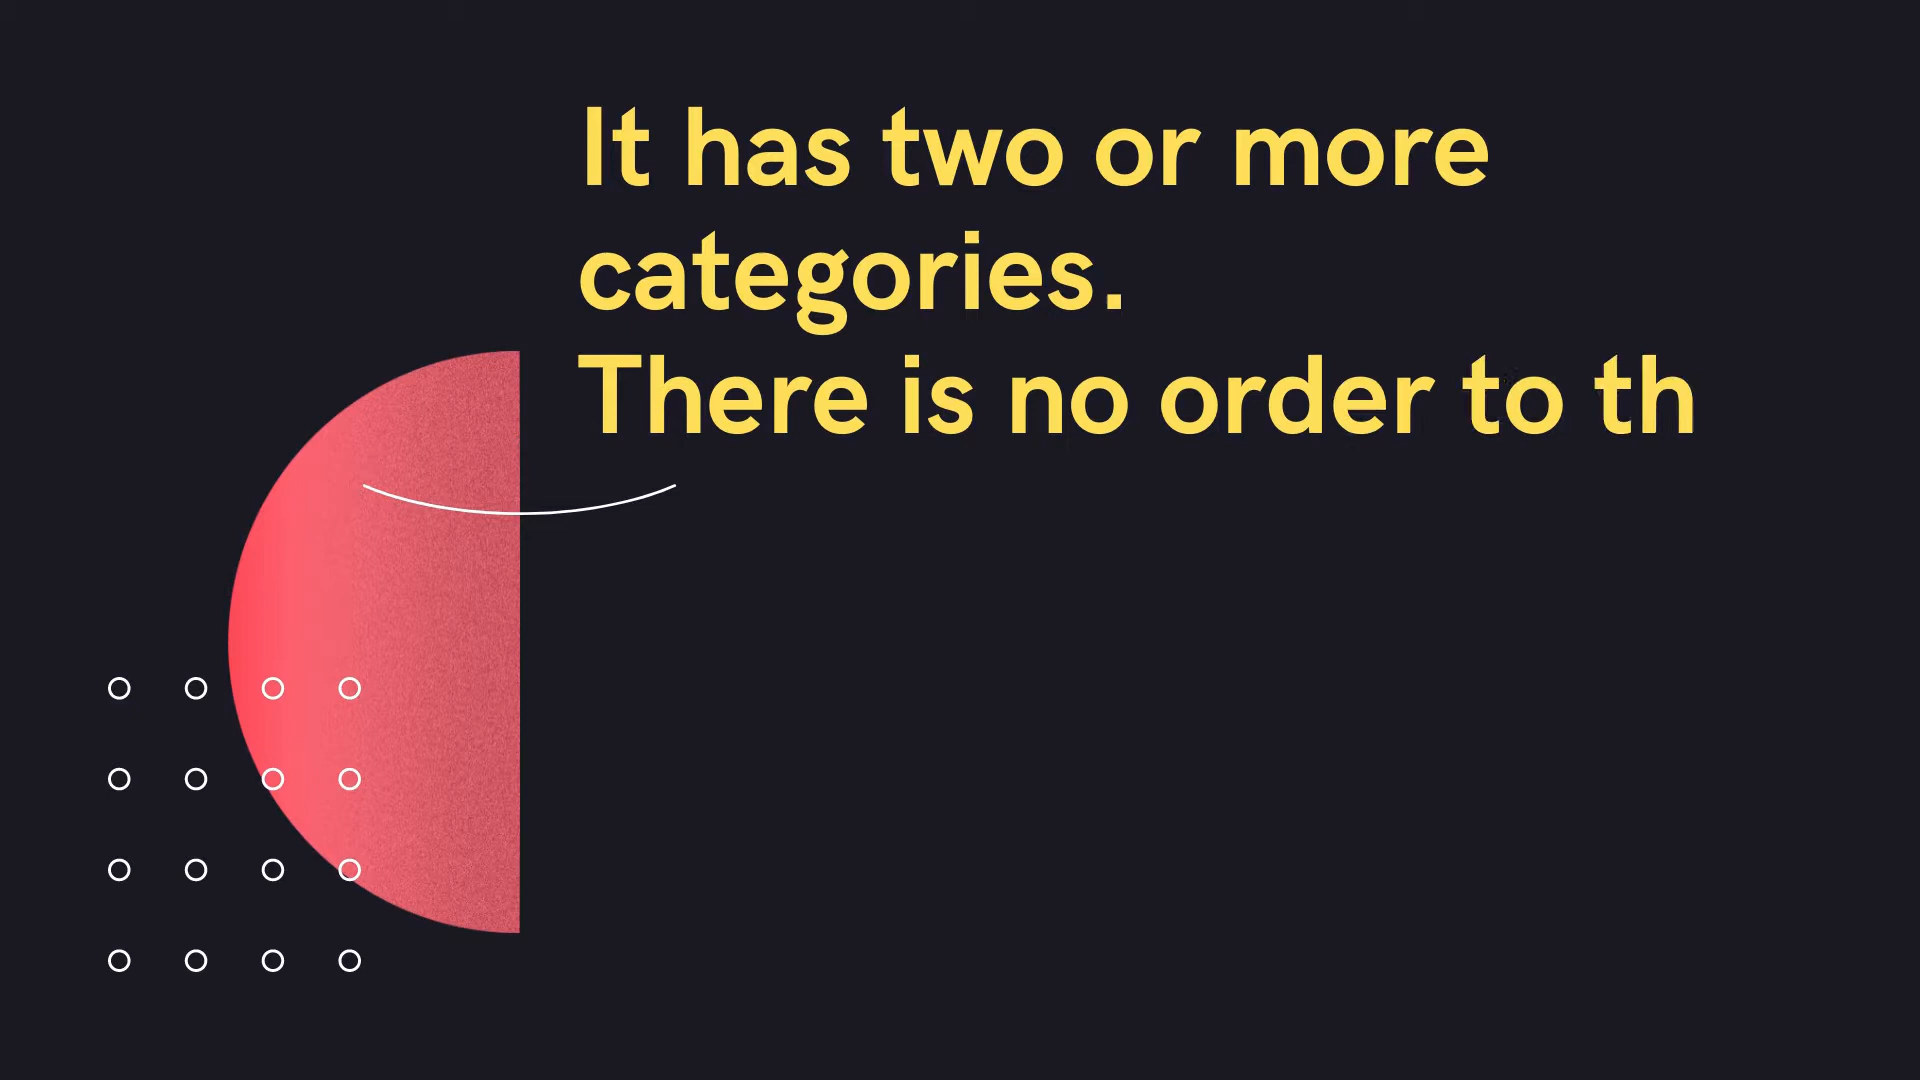 It has two or more
categories.
There is no order to th